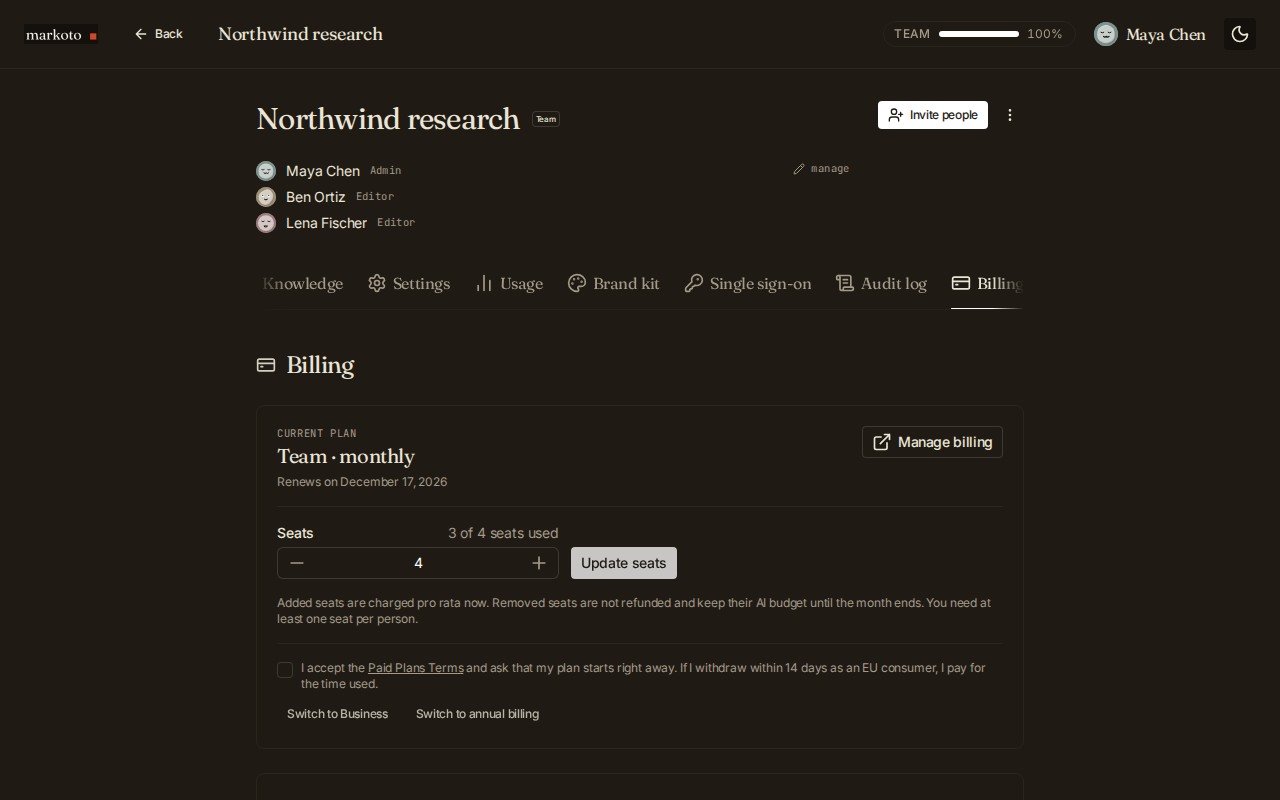 markoto
Back
Northwind research
TEAM 100%
Maya Chen
Northwind research Team
Invite people
Maya Chen Admin
manage
Ben Ortiz Editor
Lena Fischer Editor
Knowledge Settings Usage Brand kit Single sign-on Audit log Billing
Billing
CURRENT PLAN
Team · monthly
Renews on December 17, 2026
Manage billing
Seats 3 of 4 seats used
4
Update seats
Added seats are charged pro rata now. Removed seats are not refunded and keep their AI budget until the month ends. You need at
least one seat per person.
I accept the Paid Plans Terms and ask that my plan starts right away. If I withdraw within 14 days as an EU consumer, I pay for
the time used.
Switch to Business Switch to annual billing